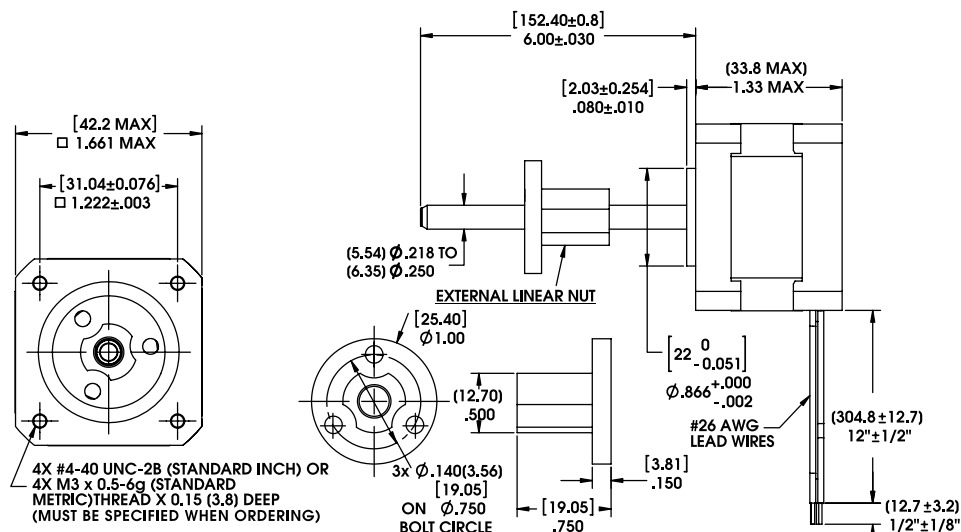 [152.40±0.8]
6.00±.030
(33.8 MAX)
1.33 MAX
[2.03±0.254]
.080±.010
[42.2 MAX]
□ 1.661 MAX
[31.04±0.076]
□ 1.222±.003
(5.54) Ø.218 TO
(6.35) Ø.250
EXTERNAL LINEAR NUT
[25.40]
Ø1.00
[22 0 -0.051]
Ø.866 +.000 -.002
(12.70)
.500
#26 AWG
LEAD WIRES
(304.8±12.7)
12"±1/2"
4X #4-40 UNC-2B (STANDARD INCH) OR
4X M3 x 0.5-6g (STANDARD
METRIC)THREAD X 0.15 (3.8) DEEP
(MUST BE SPECIFIED WHEN ORDERING)
3x Ø.140(3.56)
[19.05]
ON Ø.750
BOLT CIRCLE
[3.81]
.150
[19.05]
.750
(12.7±3.2)
1/2"±1/8"